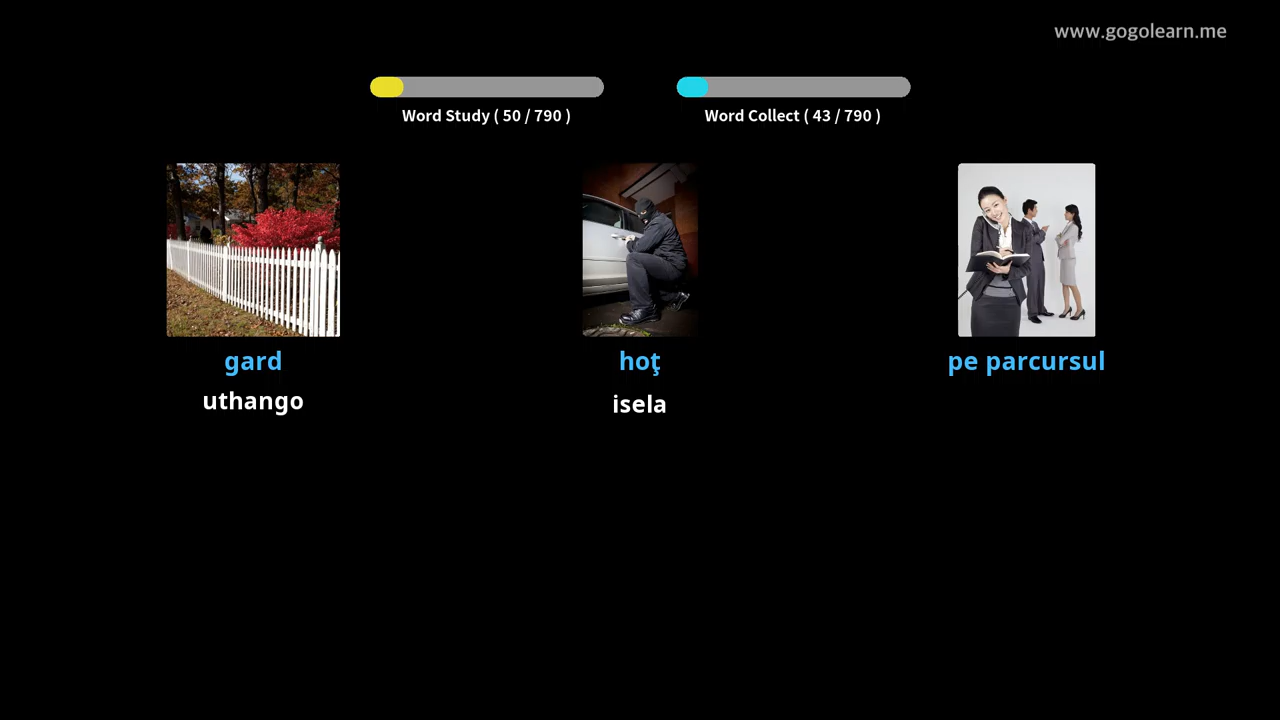 www.gogolearn.me
Word Study ( 50 / 790 )
Word Collect ( 43 / 790 )
gard
hoţ
pe parcursul
uthango
isela